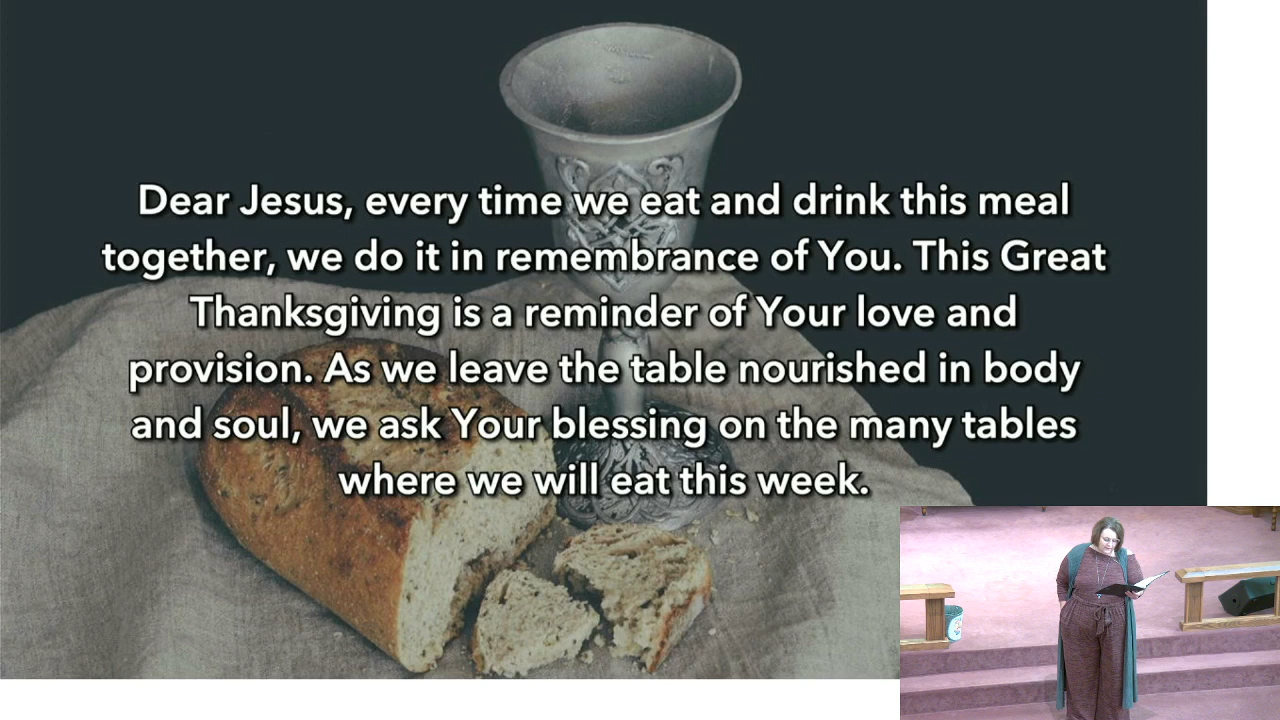 Dear Jesus, every time we eat and drink this meal
together, we do it in remembrance of You. This Great
Thanksgiving is a reminder of Your love and
provision. As we leave the table nourished in body
and soul, we ask Your blessing on the many tables
where we will eat this week.